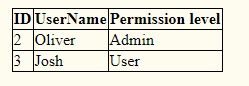 ID UserName Permission level
2 Oliver Admin
3 Josh User